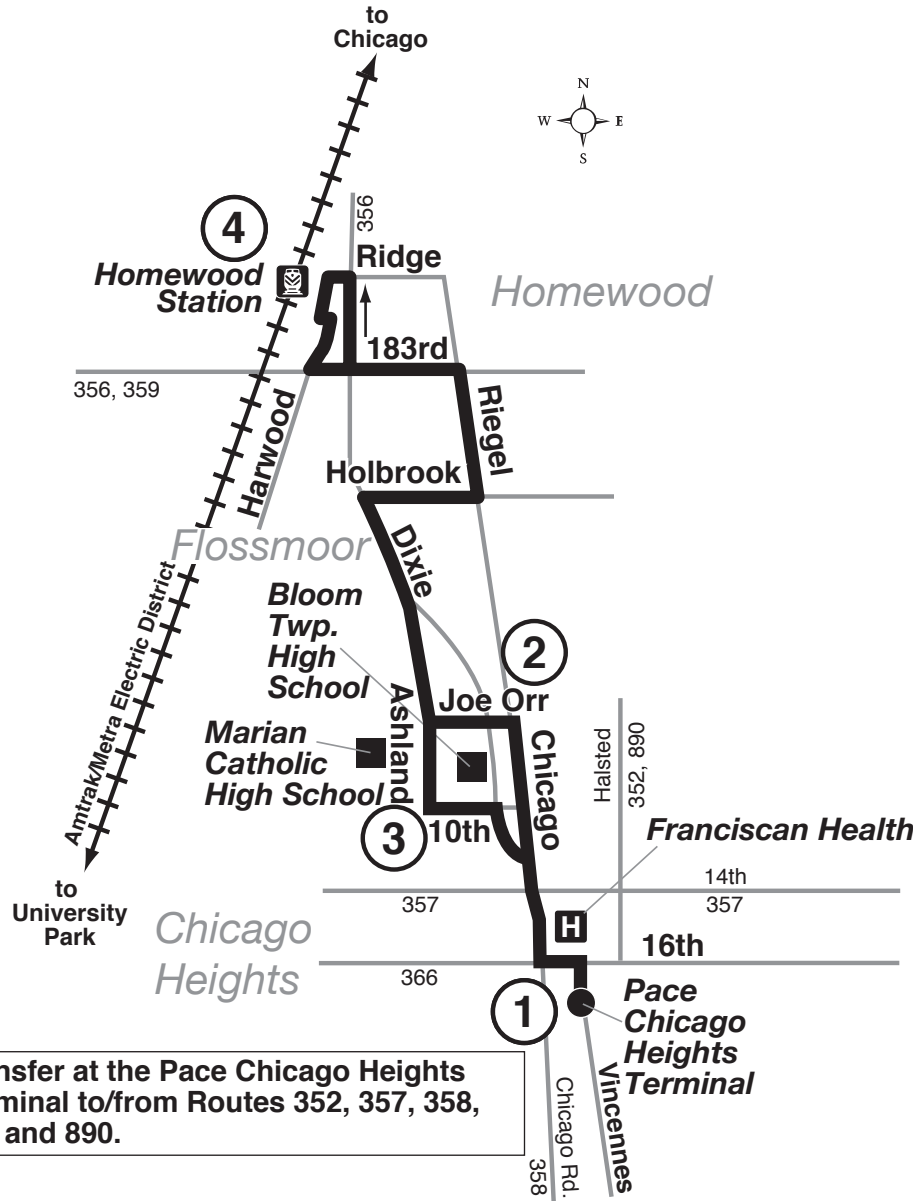 to
Chicago
N
W
E
S
356
4
Ridge
Homewood
Station
Homewood
183rd
356, 359
Harwood
Riegel
Holbrook
Flossmoor
Dixie
Amtrak/Metra Electric District
Bloom
Twp.
High
School
2
Joe Orr
Ashland
Marian
Catholic
High School
Chicago
Halsted
352, 890
3
10th
Franciscan Health
to
University
Park
14th
357
357
Chicago
Heights
H
16th
366
1
Pace
Chicago
Heights
Terminal
Vincennes
Chicago Rd.
358
nsfer at the Pace Chicago Heights
minal to/from Routes 352, 357, 358,
and 890.